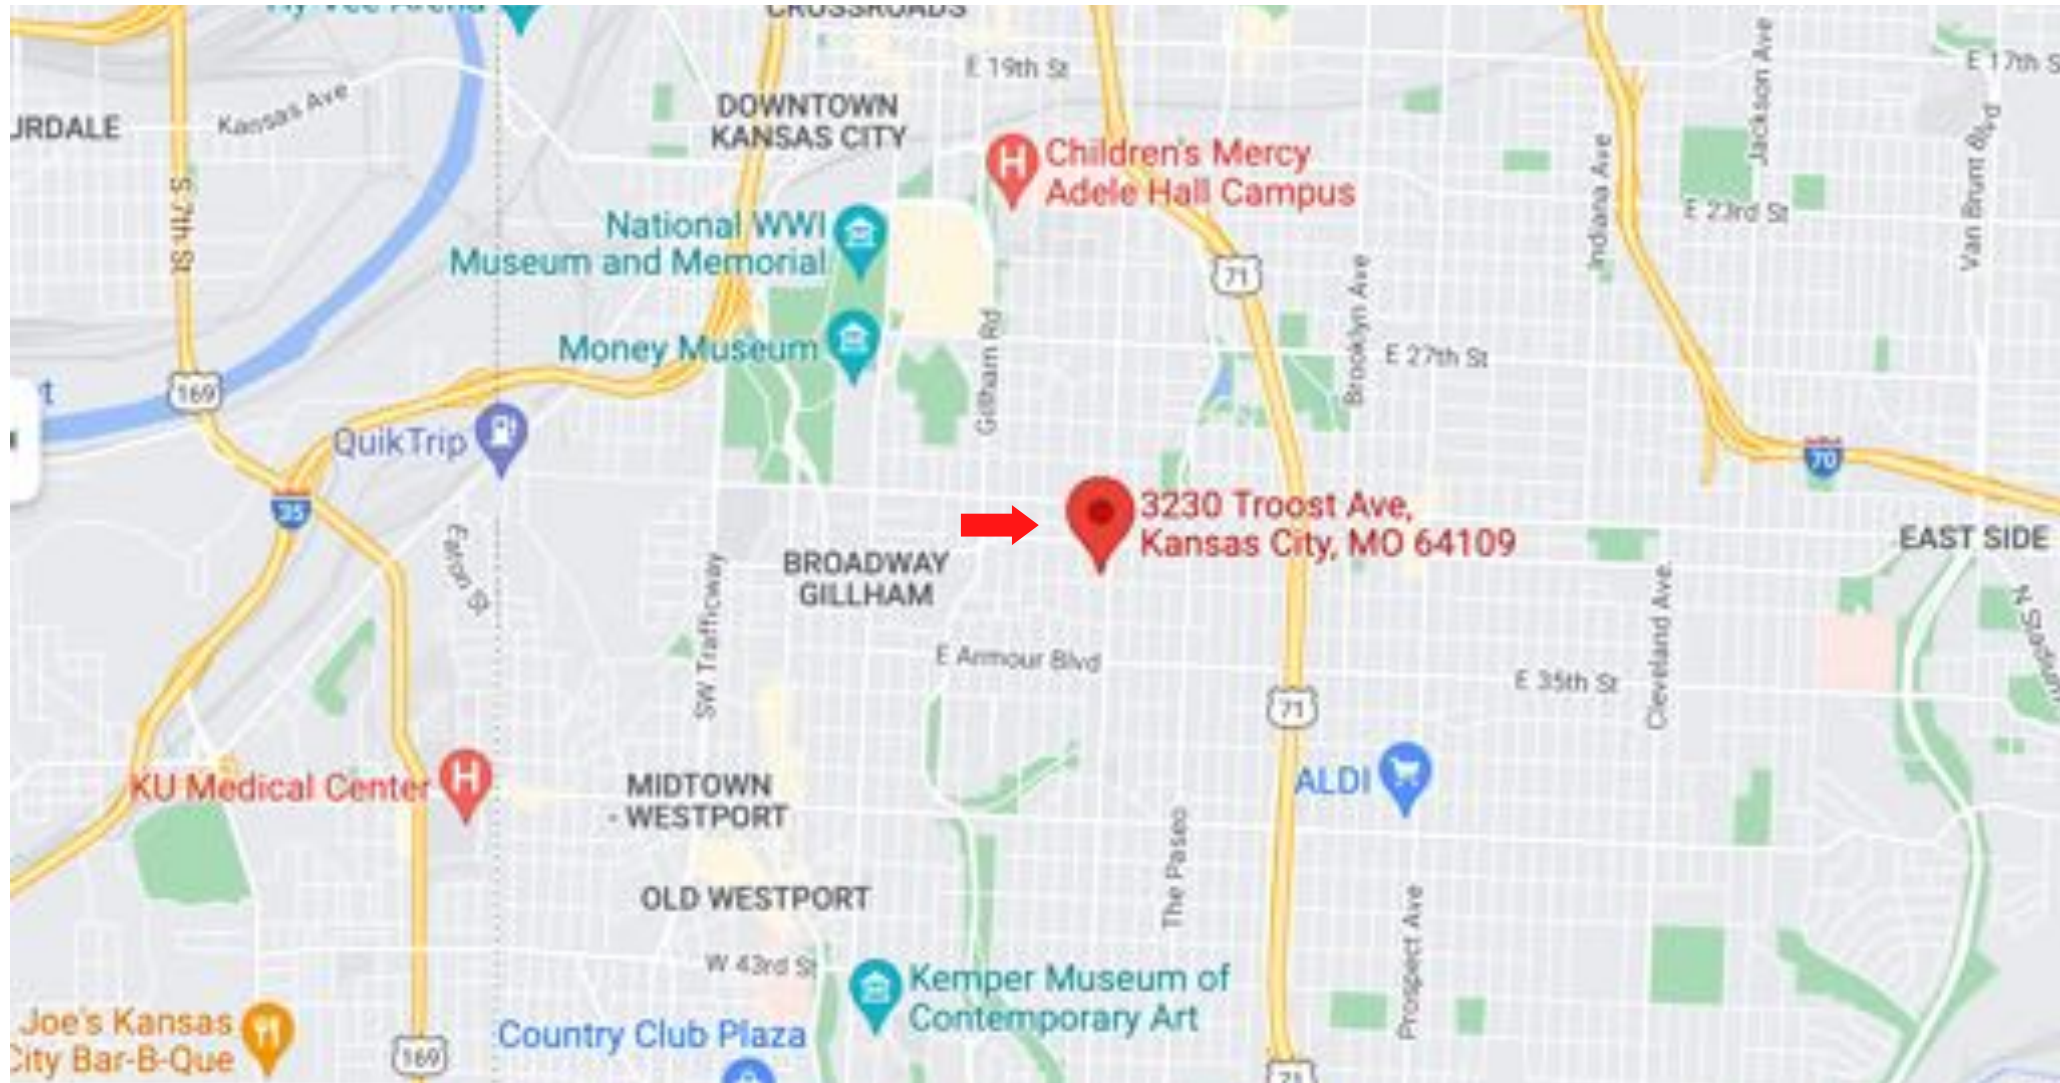 Hy-Vee Arena
CROSSROADS
E 19th St
Jackson Ave
E 17th S
Kansas Ave
URDALE
DOWNTOWN
KANSAS CITY
Children's Mercy
Adele Hall Campus
Indiana Ave
E 23rd St
Van Brunt Blvd
S 7th St
National WWI
Museum and Memorial
71
Brooklyn Ave
Money Museum
Gillham Rd
E 27th St
169
t
QuikTrip
70
35
3230 Troost Ave,
Kansas City, MO 64109
EAST SIDE
Eaton St
BROADWAY
GILLHAM
SW Trafficway
Cleveland Ave
E Armour Blvd
E 35th St
71
KU Medical Center
MIDTOWN
- WESTPORT
ALDI
The Paseo
OLD WESTPORT
Prospect Ave
W 43rd St
Kemper Museum of
Contemporary Art
Joe's Kansas
City Bar-B-Que
Country Club Plaza
169
71